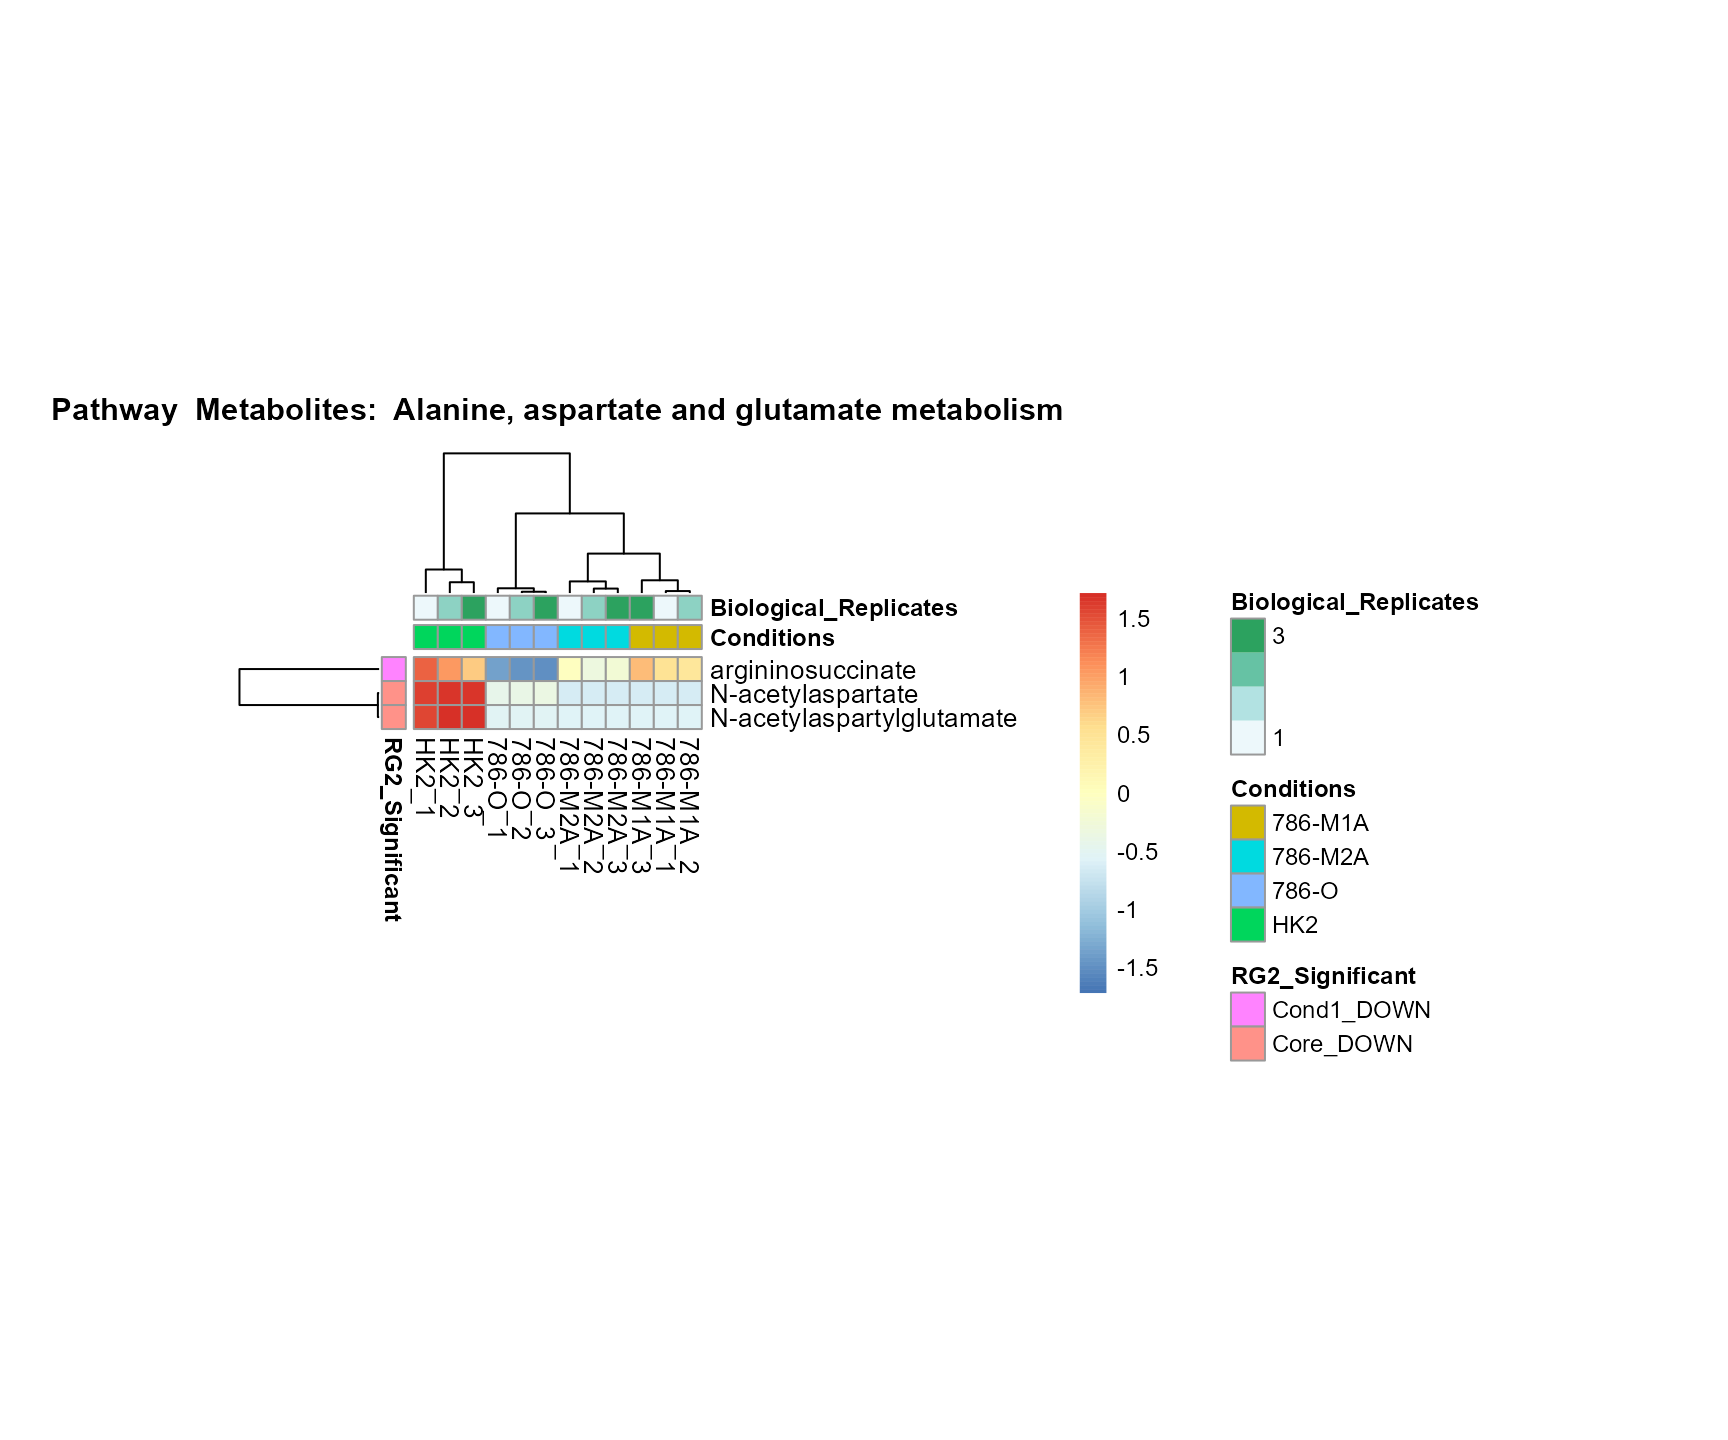 Pathway  Metabolites:  Alanine, aspartate and glutamate metabolism
Biological_Replicates
Conditions
argininosuccinate
N-acetylaspartate
N-acetylaspartylglutamate
RG2_Significant
HK2_1
HK2_2
HK2_3
786-O_1
786-O_2
786-O_3
786-M2A_1
786-M2A_2
786-M2A_3
786-M1A_3
786-M1A_1
786-M1A_2
1.5
1
0.5
0
-0.5
-1
-1.5
Biological_Replicates
3
1
Conditions
786-M1A
786-M2A
786-O
HK2
RG2_Significant
Cond1_DOWN
Core_DOWN